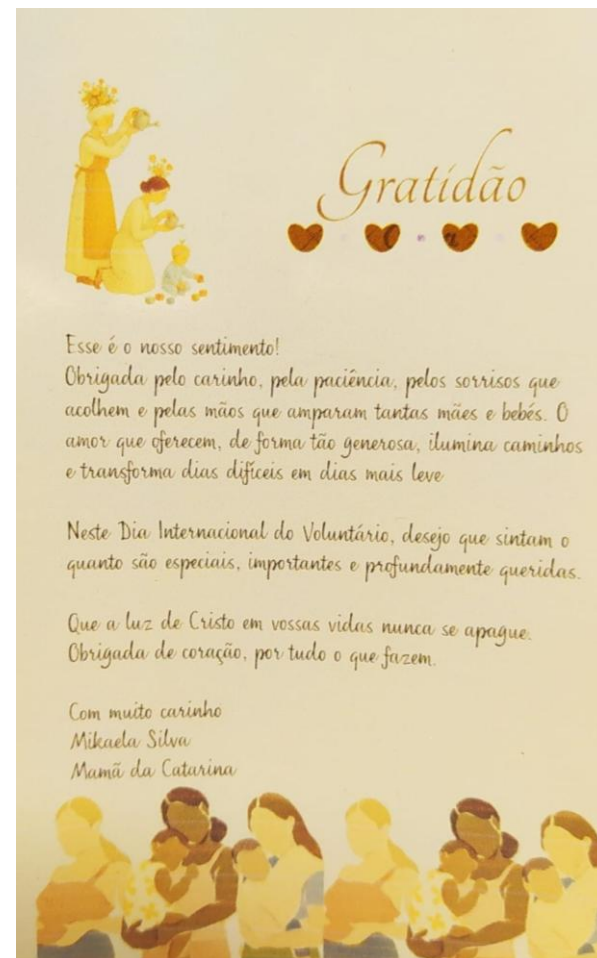 Gratidão
Esse é o nosso sentimento!
Obrigada pelo carinho, pela paciência, pelos sorrisos que
acolhem e pelas mãos que amparam tantas mães e bebés. O
amor que oferecem, de forma tão generosa, ilumina caminhos
e transforma dias difíceis em dias mais leve
Neste Dia Internacional do Voluntário, desejo que sintam o
quanto são especiais, importantes e profundamente queridas.
Que a luz de Cristo em vossas vidas nunca se apague.
Obrigada de coração, por tudo o que fazem.
Com muito carinho
Mikaela Silva
Mamã da Catarina